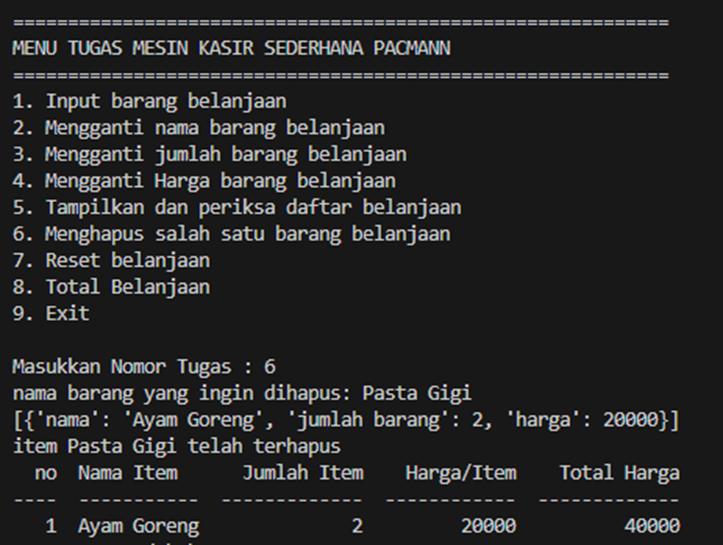 ============================================================
MENU TUGAS MESIN KASIR SEDERHANA PACMANN
============================================================
1. Input barang belanjaan
2. Mengganti nama barang belanjaan
3. Mengganti jumlah barang belanjaan
4. Mengganti Harga barang belanjaan
5. Tampilkan dan periksa daftar belanjaan
6. Menghapus salah satu barang belanjaan
7. Reset belanjaan
8. Total Belanjaan
9. Exit
Masukkan Nomor Tugas : 6
nama barang yang ingin dihapus: Pasta Gigi
[{'nama': 'Ayam Goreng', 'jumlah barang': 2, 'harga': 20000}]
item Pasta Gigi telah terhapus
no  Nama Item      Jumlah Item    Harga/Item    Total Harga
----  -----------  -------------  ------------  -------------
1  Ayam Goreng              2         20000          40000